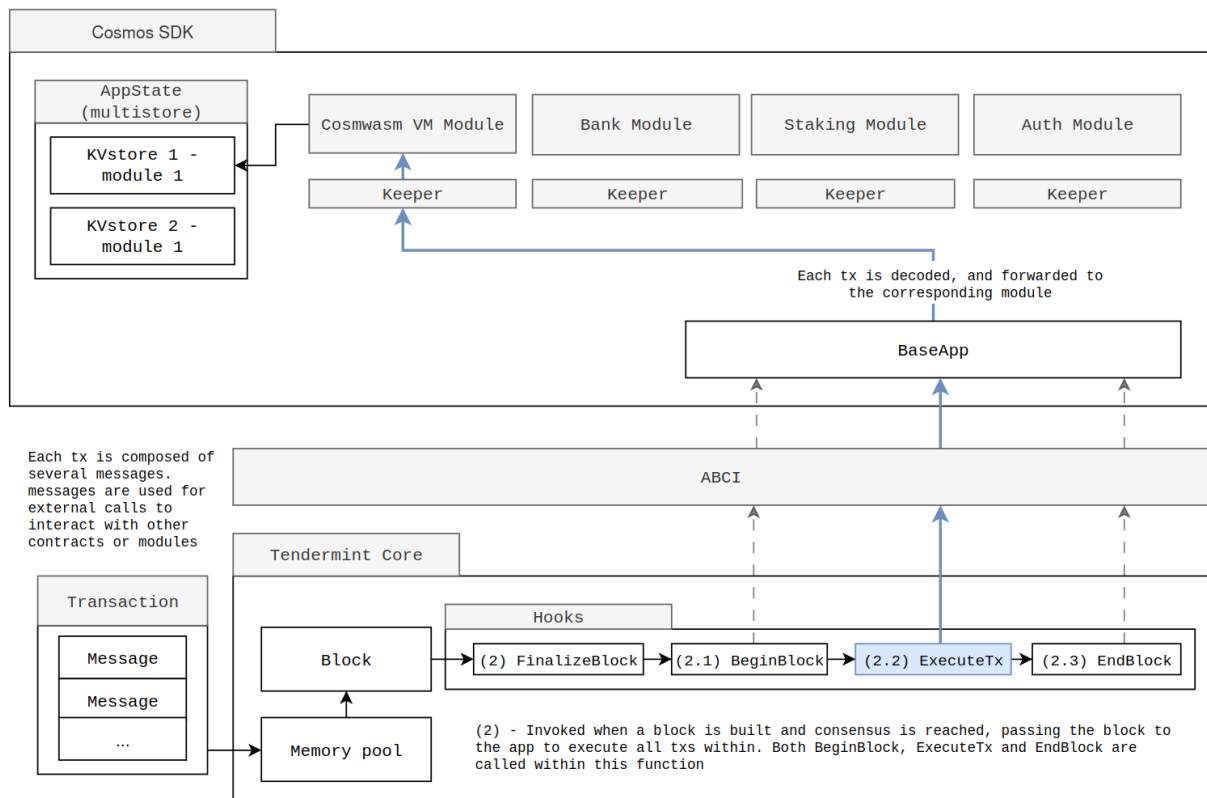 Cosmos SDK
AppState
(multistore)
KVstore 1 -
module 1
KVstore 2 -
module 1
Cosmwasm VM Module
Bank Module
Staking Module
Auth Module
Keeper
Keeper
Keeper
Keeper
Each tx is decoded, and forwarded to
the corresponding module
BaseApp
Each tx is composed of
several messages.
messages are used for
external calls to
interact with other
contracts or modules
ABCI
Tendermint Core
Transaction
Message
Message
...
Block
Memory pool
Hooks
(2) FinalizeBlock
(2.1) BeginBlock
(2.2) ExecuteTx
(2.3) EndBlock
(2) - Invoked when a block is built and consensus is reached, passing the block to
the app to execute all txs within. Both BeginBlock, ExecuteTx and EndBlock are
called within this function